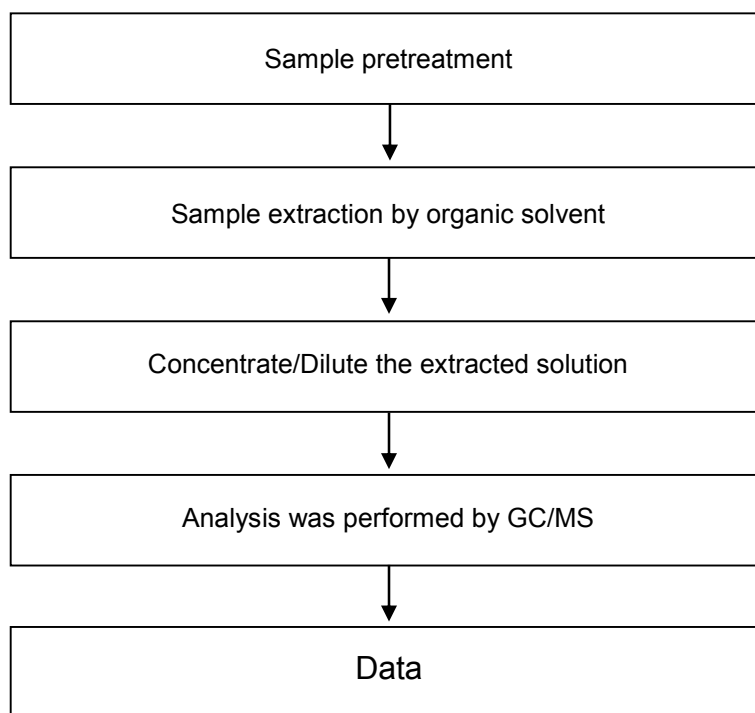 Sample pretreatment
Sample extraction by organic solvent
Concentrate/Dilute the extracted solution
Analysis was performed by GC/MS
Data